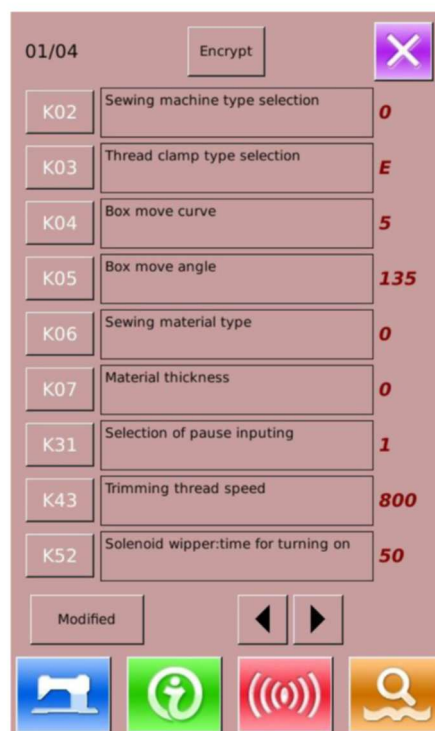 01/04
Encrypt
K02 Sewing machine type selection 0
K03 Thread clamp type selection E
K04 Box move curve 5
K05 Box move angle 135
K06 Sewing material type 0
K07 Material thickness 0
K31 Selection of pause inputing 1
K43 Trimming thread speed 800
K52 Solenoid wipper:time for turning on 50
Modified